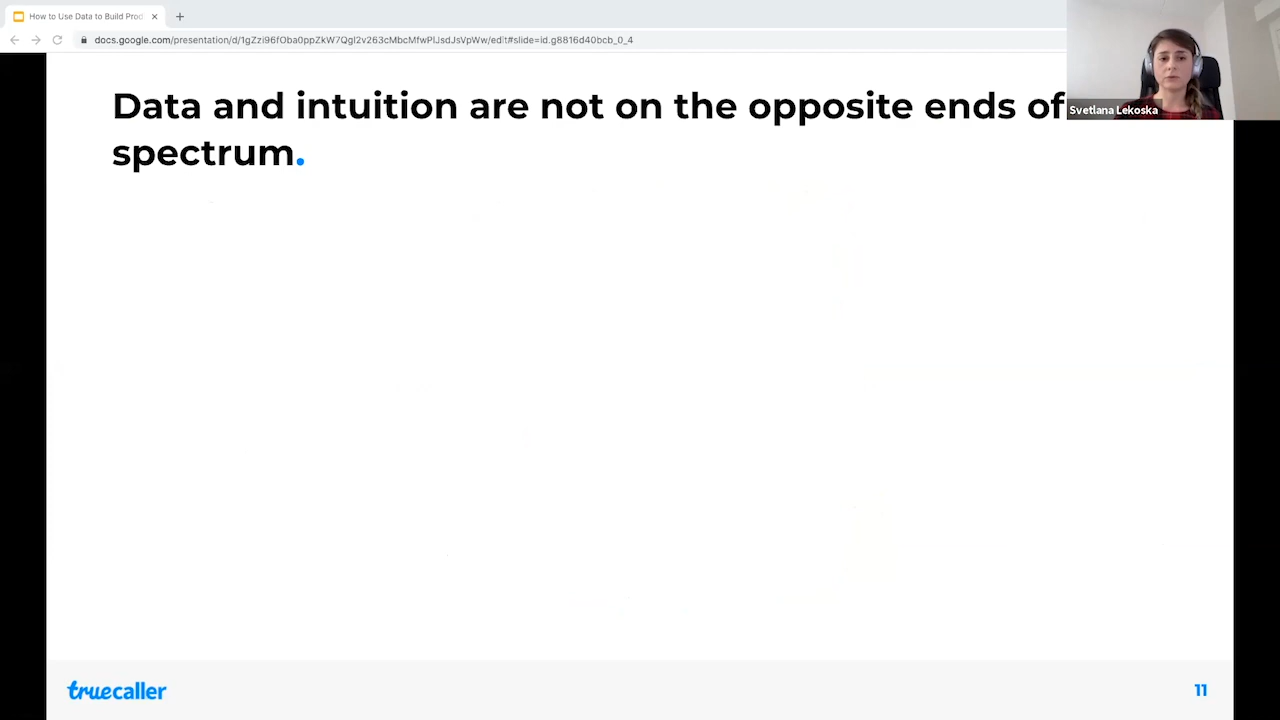 How to Use Data to Build Prod
docs.google.com/presentation/d/1gZzi96fOba0ppZkW7QgI2v263cMbcMfwPlJsdJsVpWw/edit#slide=id.g8816d40bcb_0_4
Svetlana Lekoska
Data and intuition are not on the opposite ends of
spectrum.
truecaller
11